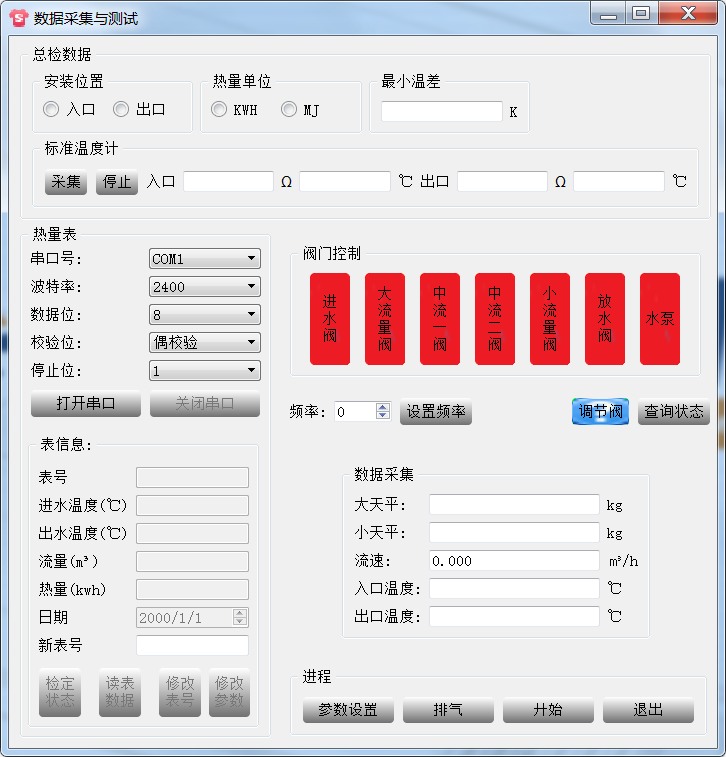 数据采集与测试
总检数据
安装位置 热量单位 最小温差
入口 出口 KWH MJ K
标准温度计
采集 停止 入口 Ω ℃ 出口 Ω ℃
热量表
串口号: COM1
波特率: 2400
数据位: 8
校验位: 偶校验
停止位: 1
打开串口 关闭串口
表信息:
表号
进水温度(℃)
出水温度(℃)
流量(m³)
热量(kwh)
日期 2000/1/1
新表号
检定状态 读表数据 修改表号 修改参数
阀门控制
进水阀 大流量阀 中流一阀 中流二阀 小流量阀 放水阀 水泵
频率: 0 设置频率 调节阀 查询状态
数据采集
大天平: kg
小天平: kg
流速: 0.000 m³/h
入口温度: ℃
出口温度: ℃
进程
参数设置 排气 开始 退出